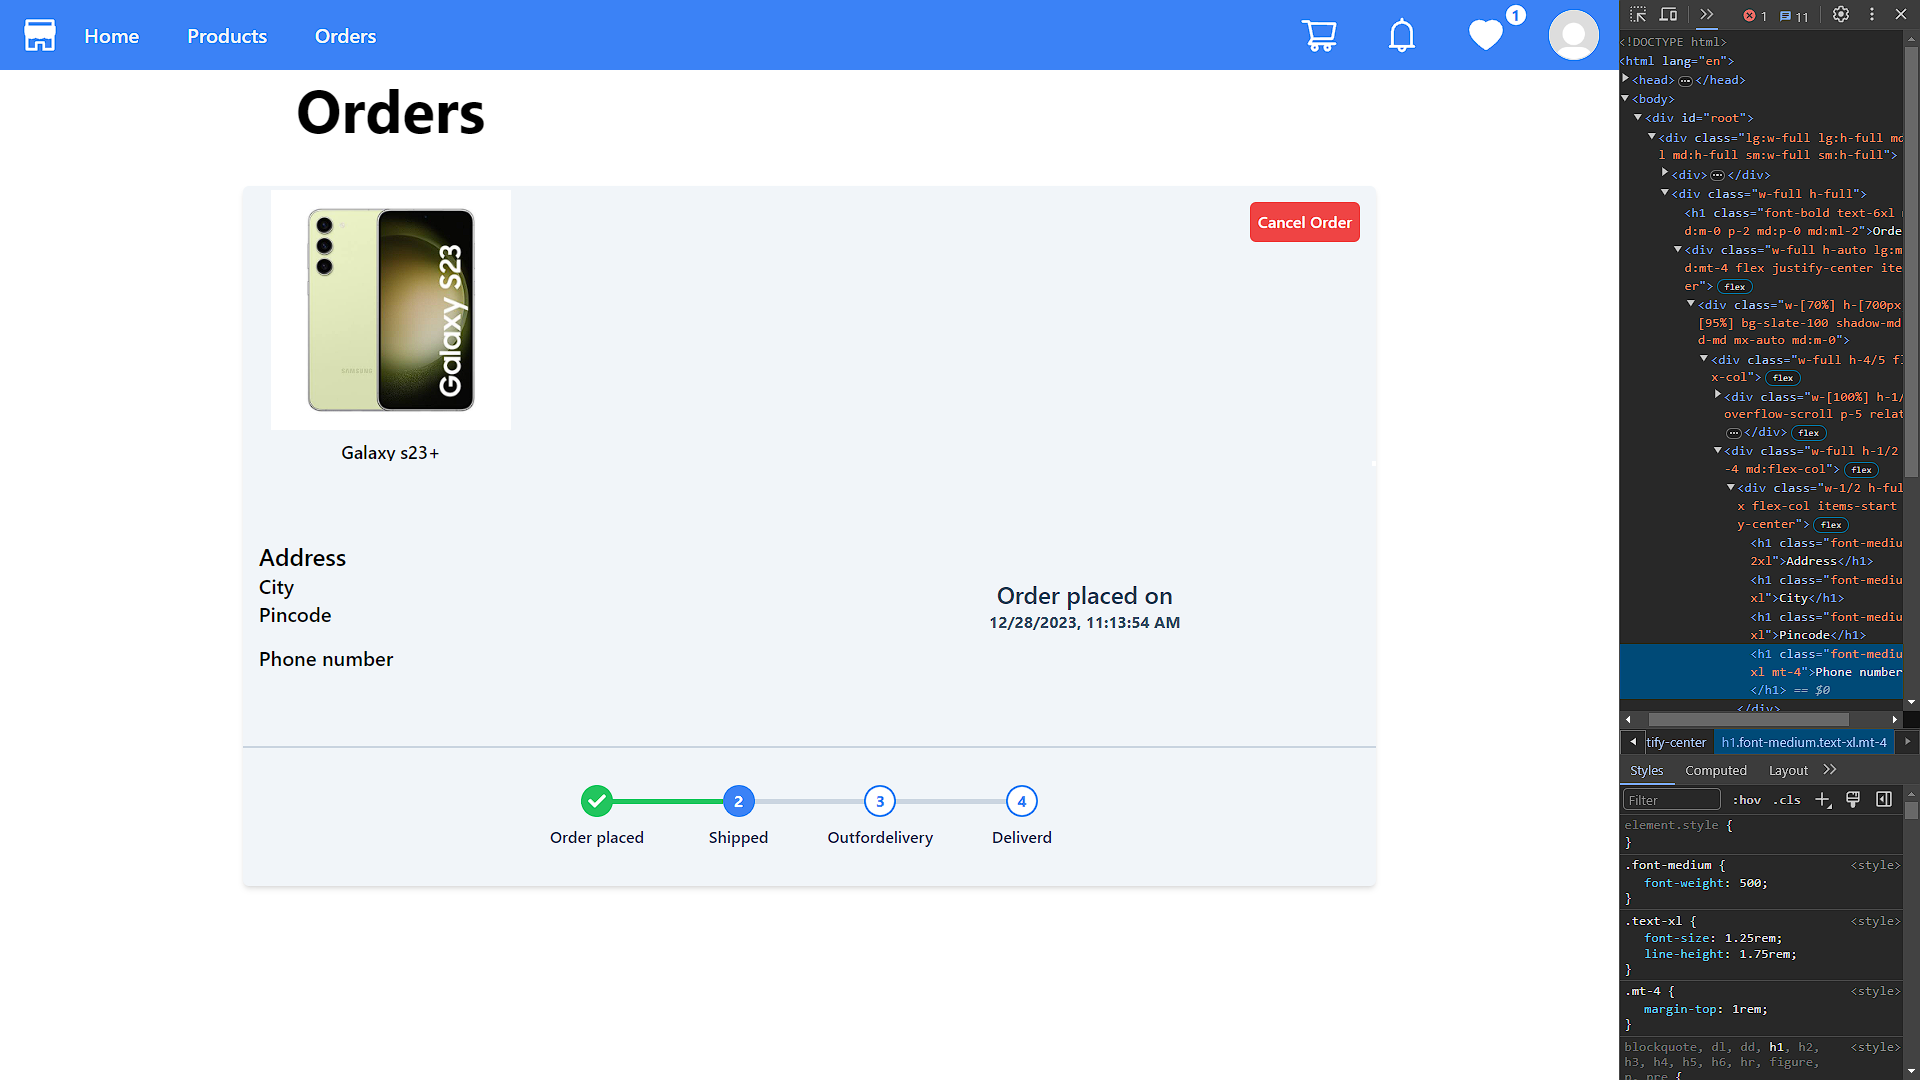 Home
Products
Orders
1
Orders
Galaxy S23
SAMSUNG
Cancel Order
Galaxy s23+
Address
City
Pincode
Phone number
Order placed on
12/28/2023, 11:13:54 AM
2
3
4
Order placed
Shipped
Outfordelivery
Deliverd
1
11
<!DOCTYPE html>
<html lang="en">
<head> </head>
<body>
<div id="root">
<div class="lg:w-full lg:h-full md
l md:h-full sm:w-full sm:h-full">
<div> </div>
<div class="w-full h-full">
<h1 class="font-bold text-6xl
d:m-0 p-2 md:p-0 md:ml-2">Orde
<div class="w-full h-auto lg:m
d:mt-4 flex justify-center ite
er"> flex
<div class="w-[70%] h-[700px
[95%] bg-slate-100 shadow-md
d-md mx-auto md:m-0">
<div class="w-full h-4/5 fl
x-col"> flex
<div class="w-[100%] h-1/
overflow-scroll p-5 relat
</div> flex
<div class="w-full h-1/2
-4 md:flex-col"> flex
<div class="w-1/2 h-ful
x flex-col items-start
y-center"> flex
<h1 class="font-mediu
2xl">Address</h1>
<h1 class="font-mediu
xl">City</h1>
<h1 class="font-mediu
xl">Pincode</h1>
<h1 class="font-mediu
xl mt-4">Phone number
</h1> == $0
</div>
tify-center
h1.font-medium.text-xl.mt-4
Styles
Computed
Layout
Filter
:hov
.cls
element.style {
}
.font-medium {
<style>
font-weight: 500;
}
.text-xl {
<style>
font-size: 1.25rem;
line-height: 1.75rem;
}
.mt-4 {
<style>
margin-top: 1rem;
}
blockquote, dl, dd, h1, h2,
<style>
h3, h4, h5, h6, hr, figure,
p, pre {